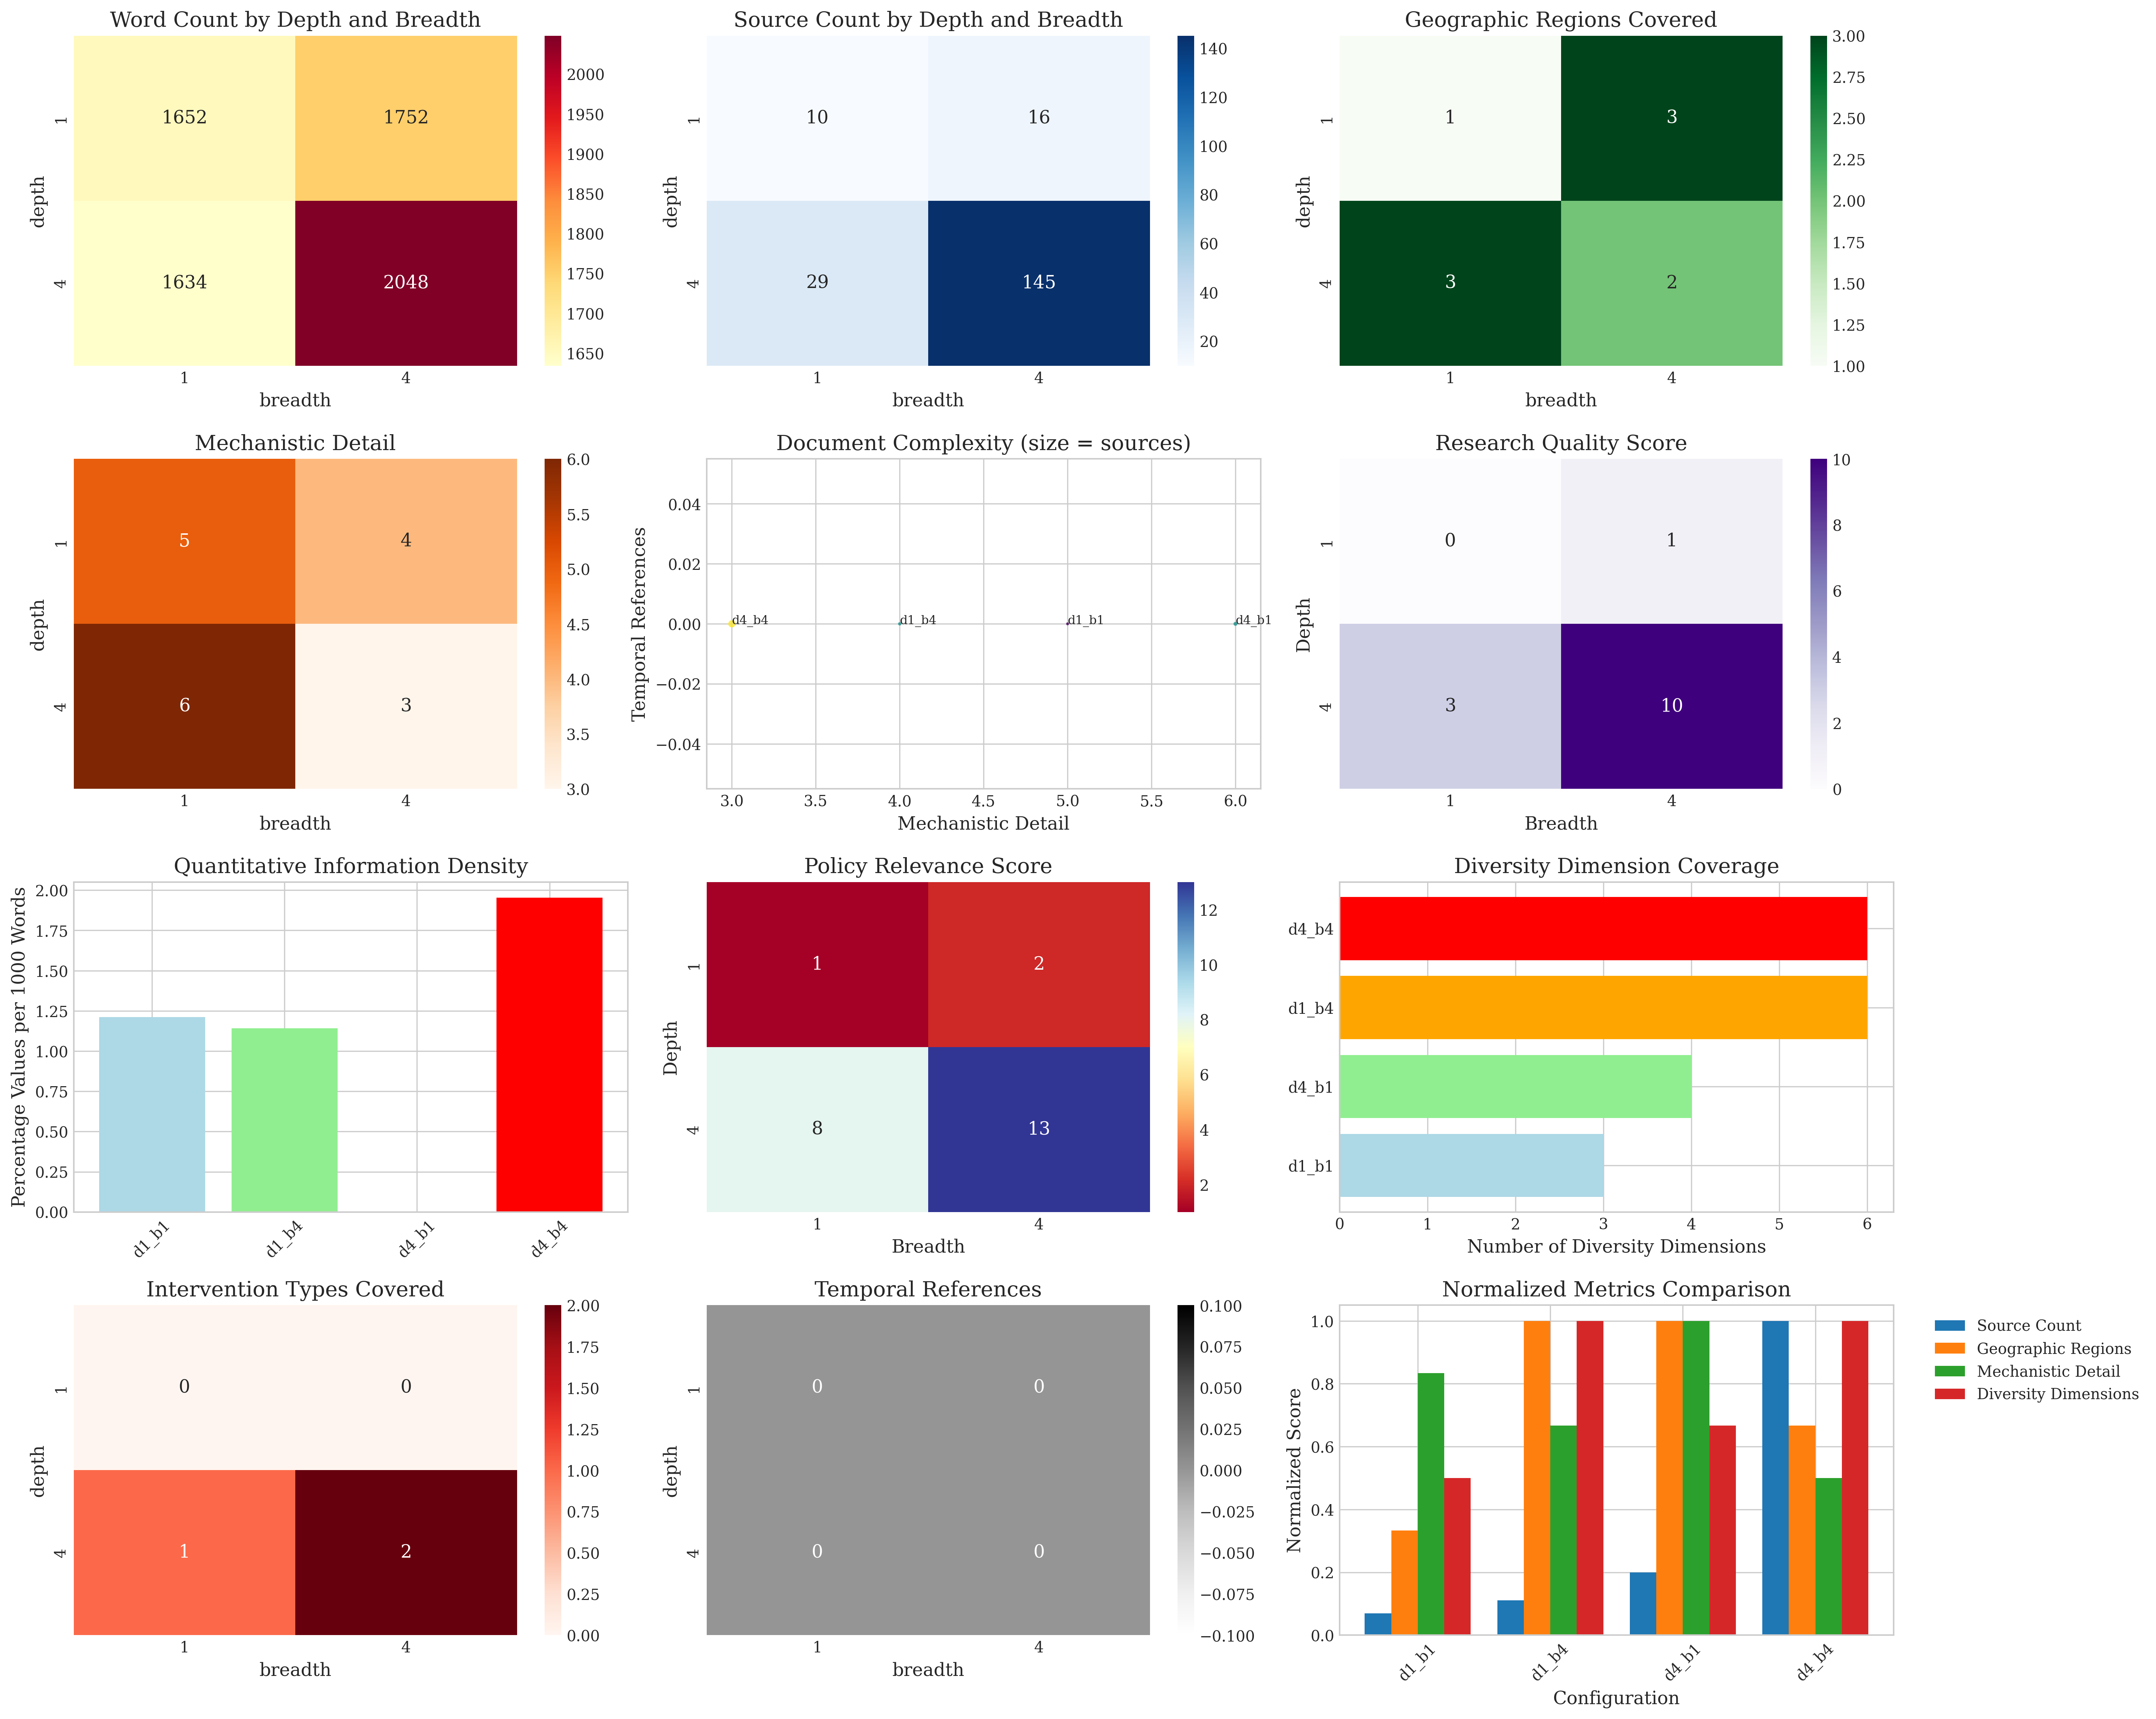 Word Count by Depth and Breadth
1652 1752
1634 2048
1
4
depth
1 4
breadth
2000
1950
1900
1850
1800
1750
1700
1650
Source Count by Depth and Breadth
10 16
29 145
1
4
depth
1 4
breadth
140
120
100
80
60
40
20
Geographic Regions Covered
1 3
3 2
1
4
depth
1 4
breadth
3.00
2.75
2.50
2.25
2.00
1.75
1.50
1.25
1.00
Mechanistic Detail
5 4
6 3
1
4
depth
1 4
breadth
6.0
5.5
5.0
4.5
4.0
3.5
3.0
Document Complexity (size = sources)
Temporal References
0.04
0.02
0.00
−0.02
−0.04
d4_b4 d1_b4 d1_b1 d4_b1
3.0 3.5 4.0 4.5 5.0 5.5 6.0
Mechanistic Detail
Research Quality Score
0 1
3 10
1
4
Depth
1 4
Breadth
10
8
6
4
2
0
Quantitative Information Density
Percentage Values per 1000 Words
2.00
1.75
1.50
1.25
1.00
0.75
0.50
0.25
0.00
d1_b1 d1_b4 d4_b1 d4_b4
Policy Relevance Score
1 2
8 13
1
4
Depth
1 4
Breadth
12
10
8
6
4
2
Diversity Dimension Coverage
d4_b4
d1_b4
d4_b1
d1_b1
0 1 2 3 4 5 6
Number of Diversity Dimensions
Intervention Types Covered
0 0
1 2
1
4
depth
1 4
breadth
2.00
1.75
1.50
1.25
1.00
0.75
0.50
0.25
0.00
Temporal References
0 0
0 0
1
4
depth
1 4
breadth
0.100
0.075
0.050
0.025
0.000
−0.025
−0.050
−0.075
−0.100
Normalized Metrics Comparison
Normalized Score
1.0
0.8
0.6
0.4
0.2
0.0
d1_b1 d1_b4 d4_b1 d4_b4
Configuration
Source Count
Geographic Regions
Mechanistic Detail
Diversity Dimensions